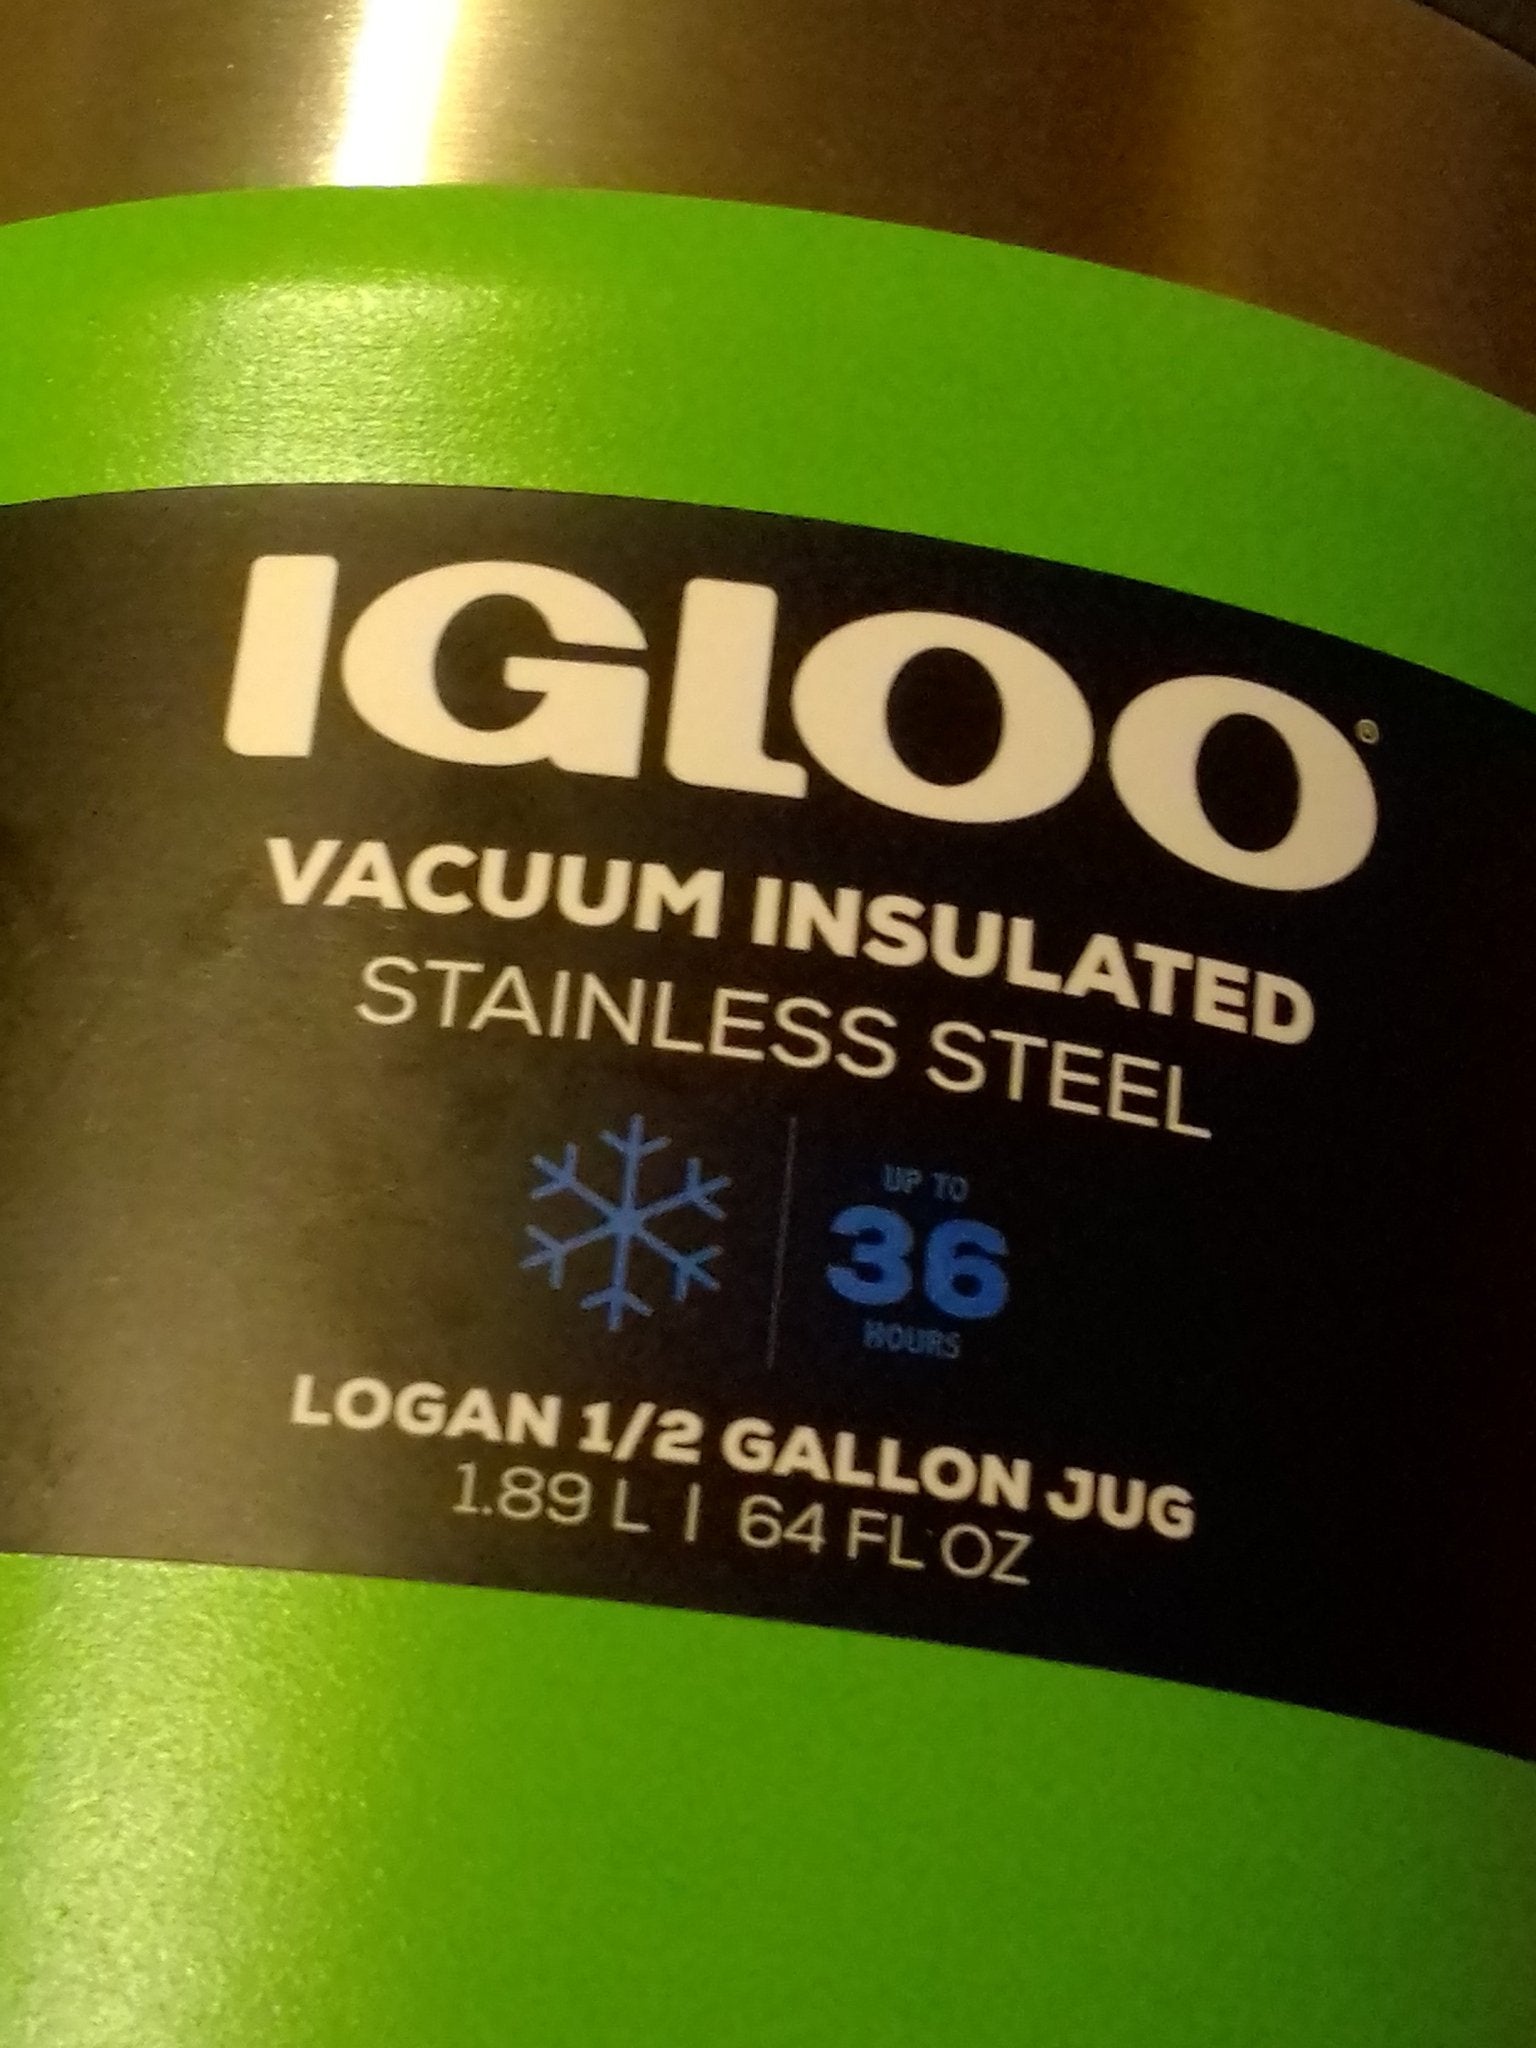 IGLOO®
VACUUM INSULATED
STAINLESS STEEL
UP TO
36
HOURS
LOGAN 1/2 GALLON JUG
1.89 L | 64 FL OZ